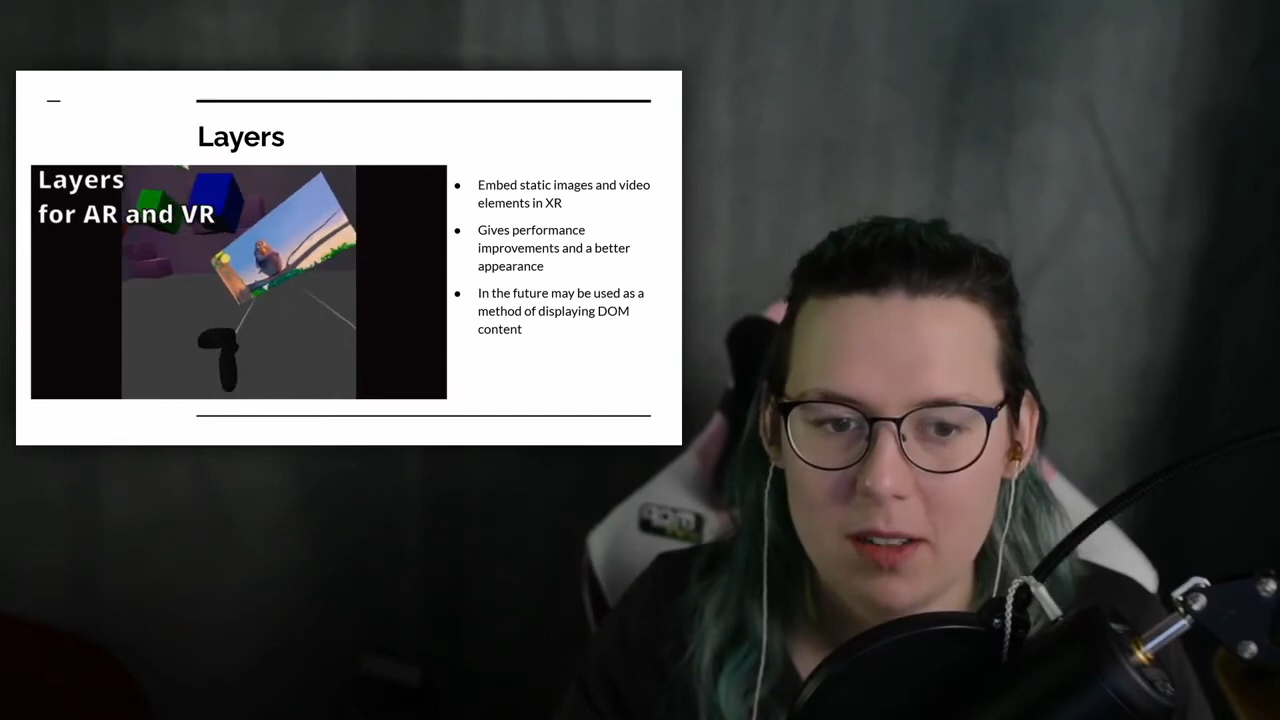 Layers
Layers
for AR and VR
● Embed static images and video
elements in XR
● Gives performance
improvements and a better
appearance
● In the future may be used as a
method of displaying DOM
content